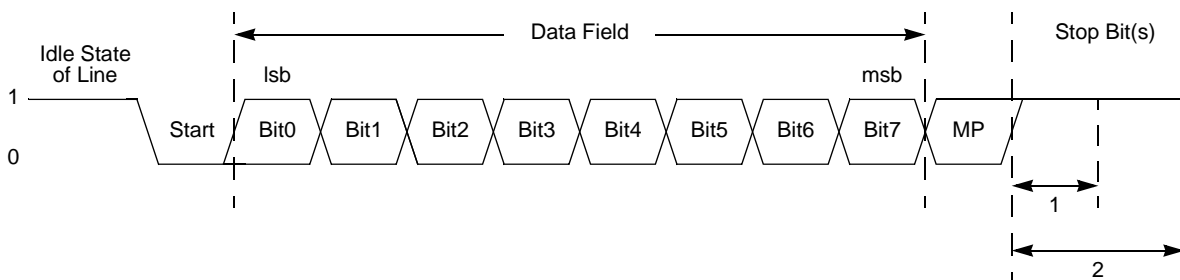 Data Field
Stop Bit(s)
Idle State
of Line
lsb
msb
1
Start
Bit0
Bit1
Bit2
Bit3
Bit4
Bit5
Bit6
Bit7
MP
0
1
2